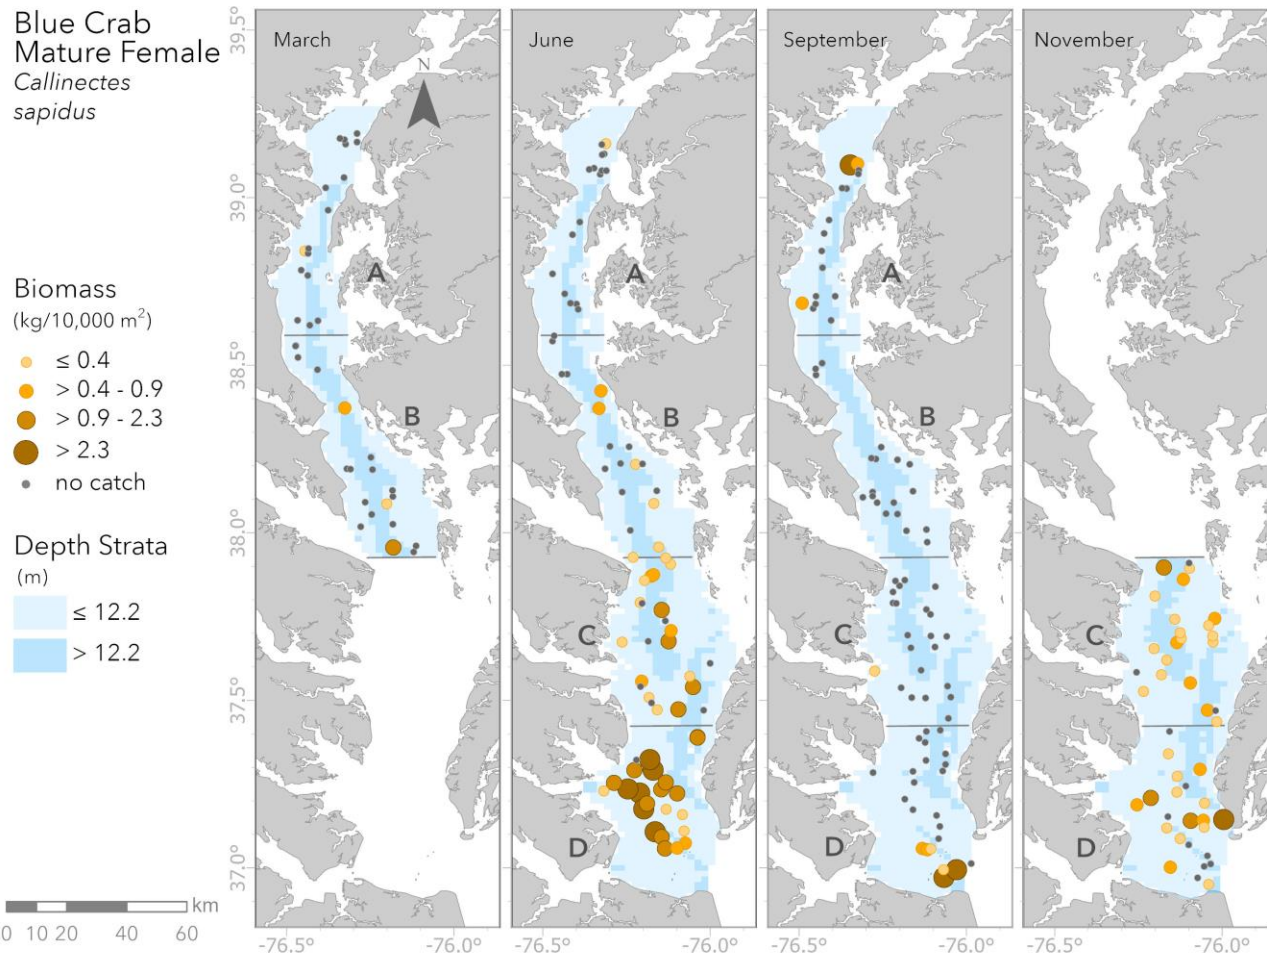 Blue Crab
Mature Female
Callinectes
sapidus
Biomass
(kg/10,000 m²)
≤ 0.4
> 0.4 - 0.9
> 0.9 - 2.3
> 2.3
no catch
Depth Strata
(m)
≤ 12.2
> 12.2
km
0 10 20 40 60
March
N
A
B
June
A
B
C
D
September
A
B
C
D
November
C
D
39.5°
39.0°
38.5°
38.0°
37.5°
37.0°
-76.5° -76.0° -76.5° -76.0° -76.5° -76.0° -76.5° -76.0°